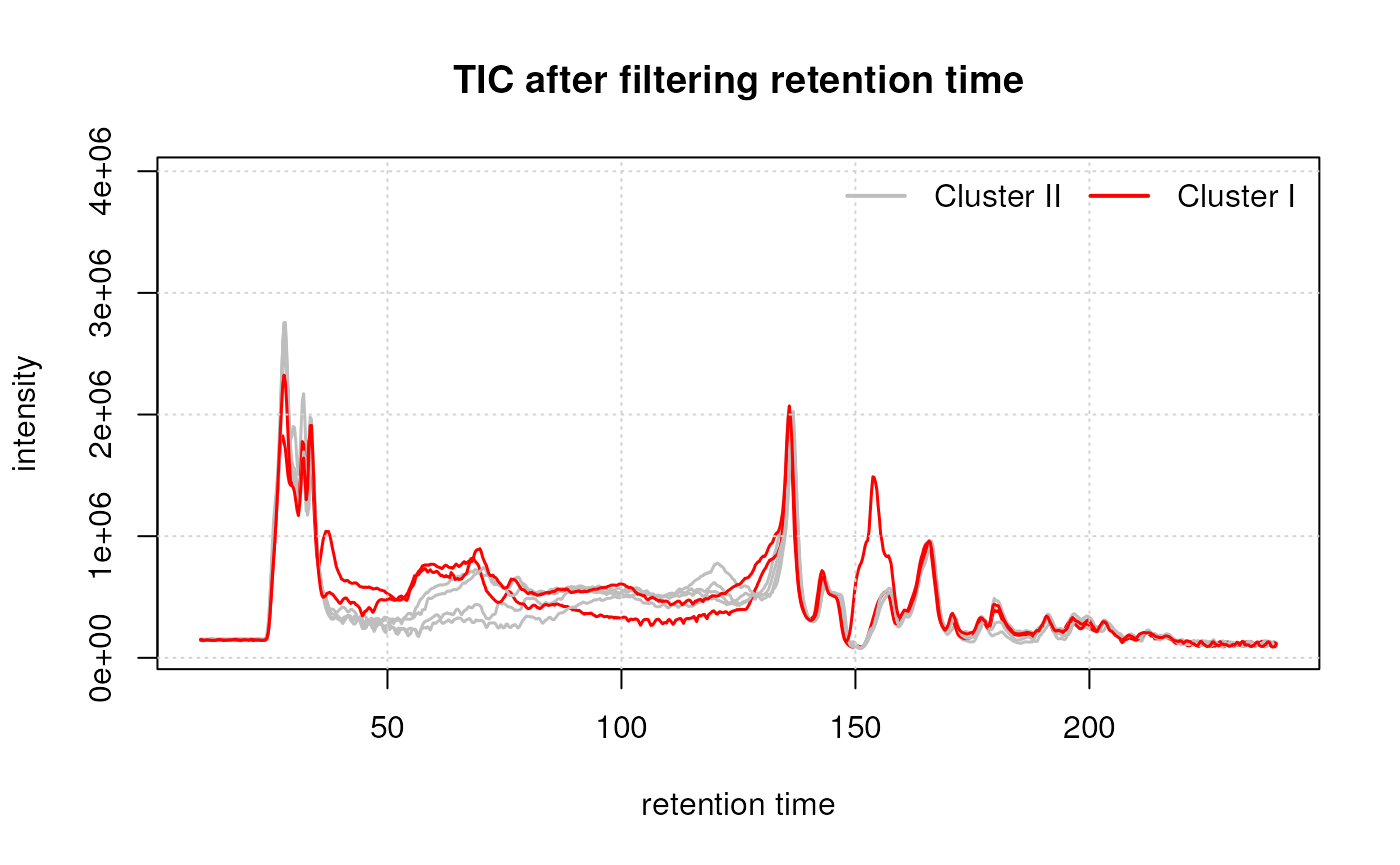 TIC after filtering retention time
Cluster II Cluster I
intensity
4e+06
3e+06
2e+06
1e+06
0e+00
50 100 150 200
retention time